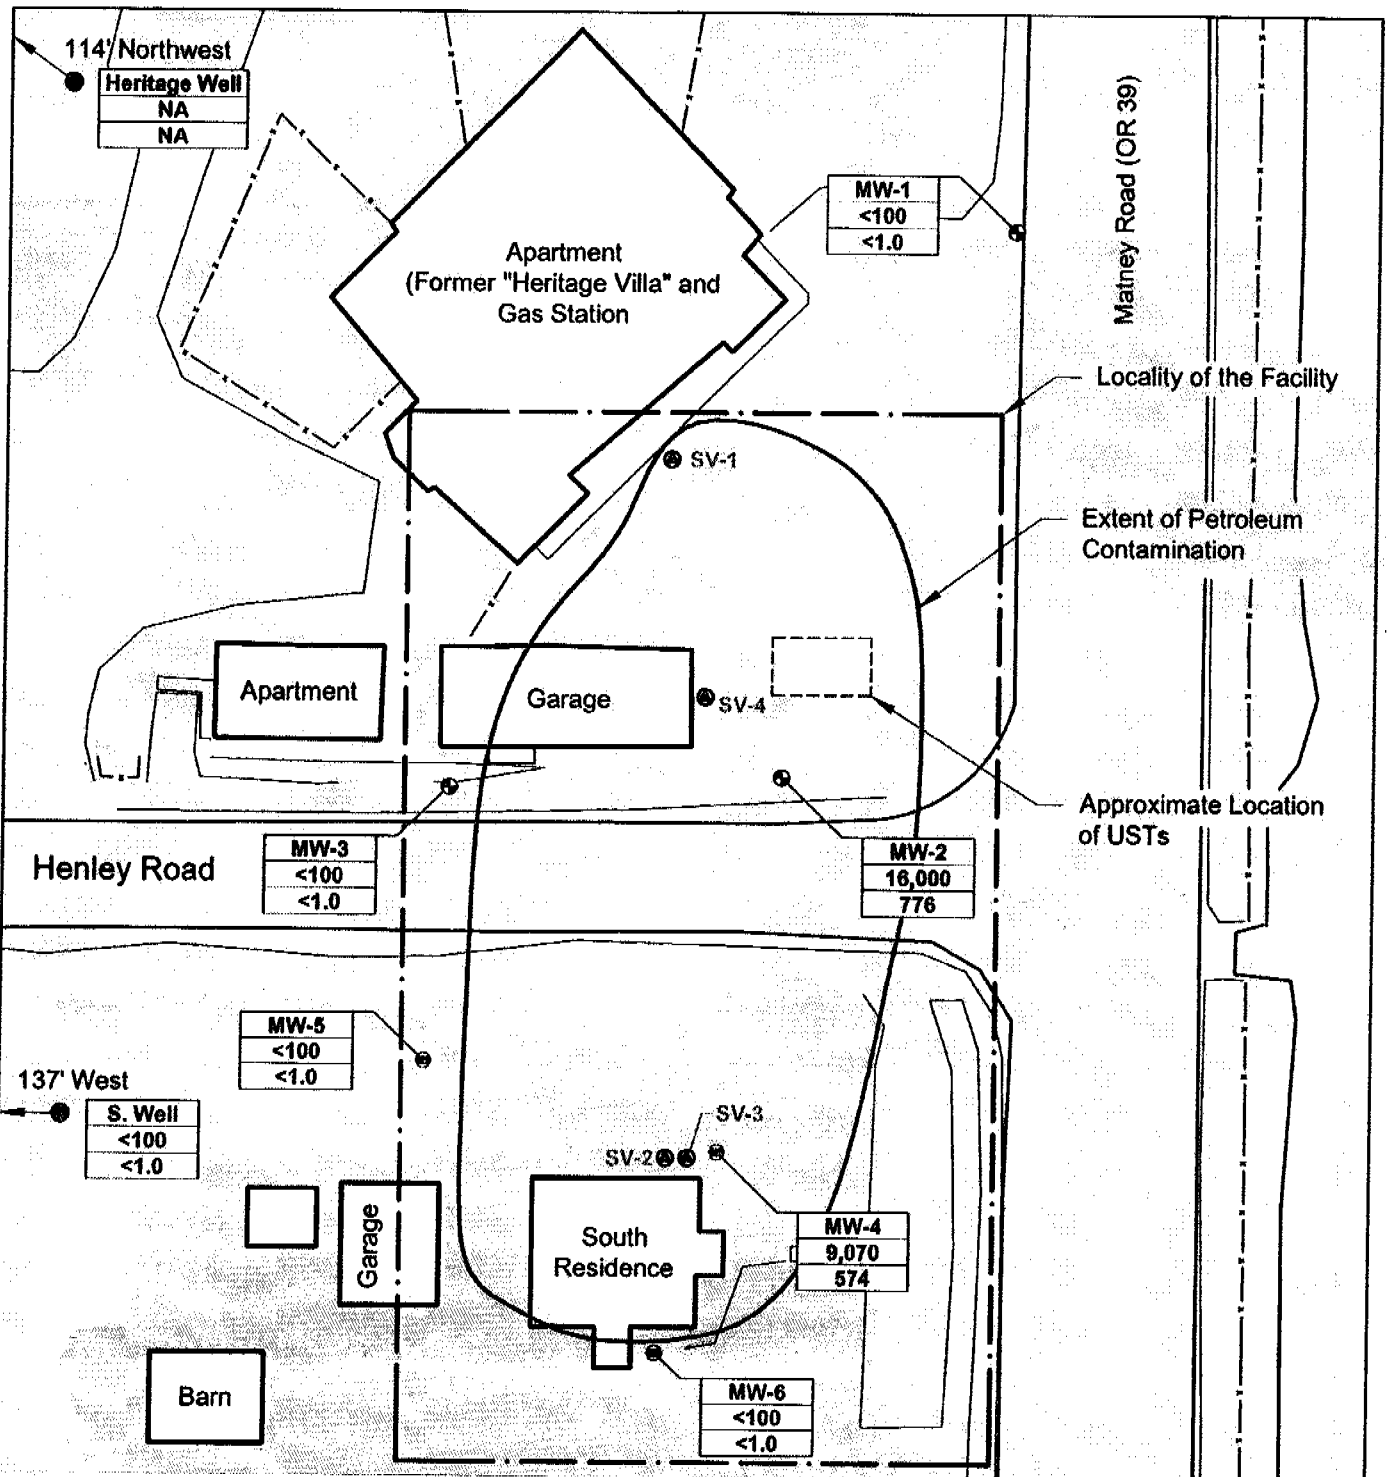 114' Northwest
Heritage Well
NA
NA
MW-1
<100
<1.0
Matney Road (OR 39)
Apartment
(Former "Heritage Villa" and
Gas Station
Locality of the Facility
SV-1
Extent of Petroleum
Contamination
Apartment
Garage
SV-4
Approximate Location
of USTs
Henley Road
MW-3
<100
<1.0
MW-2
16,000
776
MW-5
<100
<1.0
137' West
S. Well
<100
<1.0
SV-3
SV-2
Garage
South
Residence
MW-4
9,070
574
Barn
MW-6
<100
<1.0